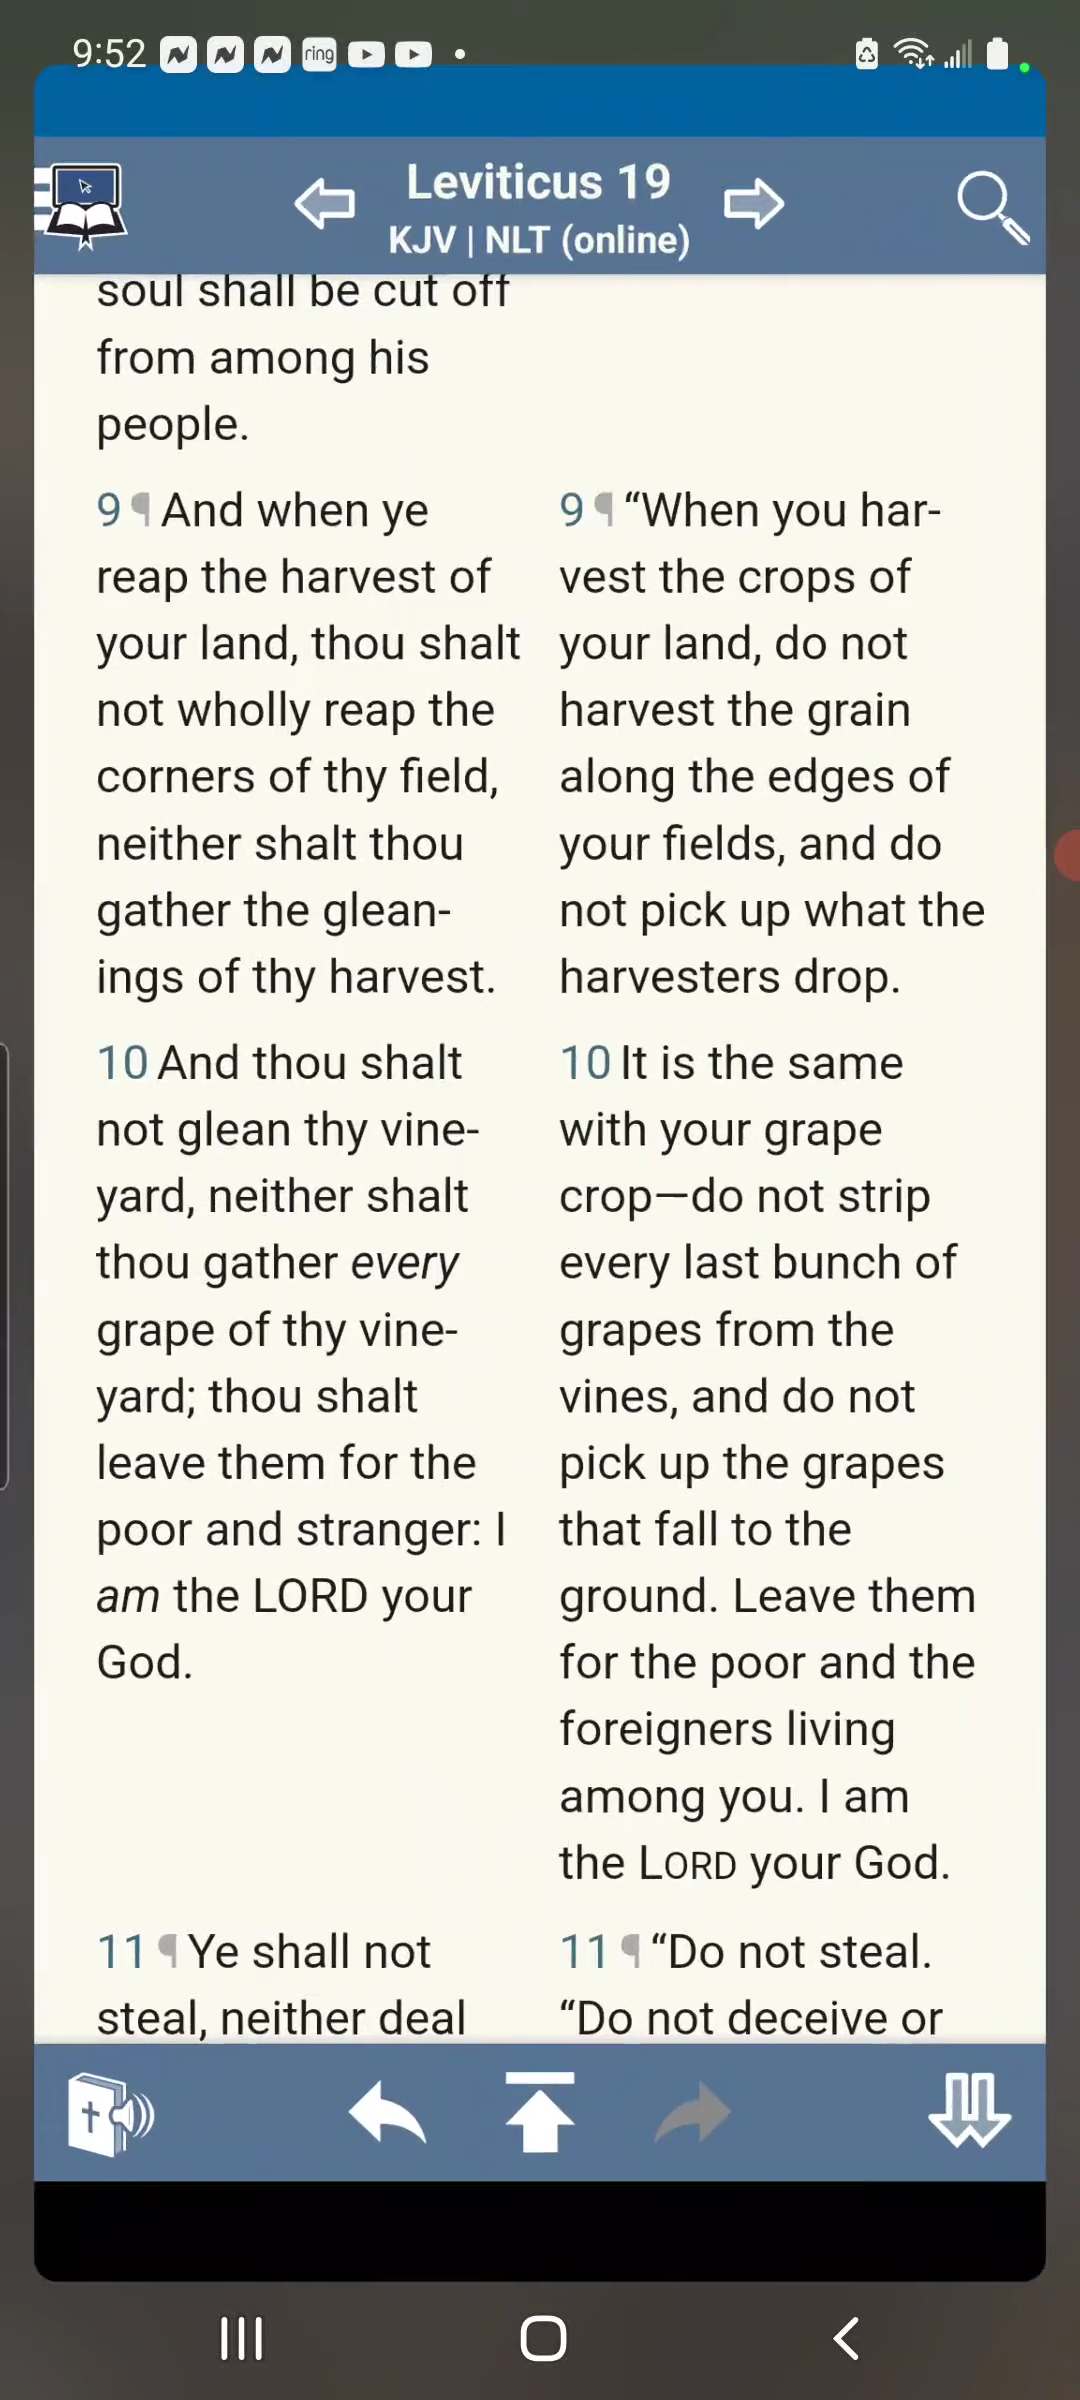 9:52
ring
Leviticus 19
KJV | NLT (online)
soul shall be cut off
from among his
people.
9 ¶ And when ye
reap the harvest of
your land, thou shalt
not wholly reap the
corners of thy field,
neither shalt thou
gather the glean-
ings of thy harvest.
10 And thou shalt
not glean thy vine-
yard, neither shalt
thou gather every
grape of thy vine-
yard; thou shalt
leave them for the
poor and stranger: I
am the LORD your
God.
11 ¶ Ye shall not
steal, neither deal
9 ¶ “When you har-
vest the crops of
your land, do not
harvest the grain
along the edges of
your fields, and do
not pick up what the
harvesters drop.
10 It is the same
with your grape
crop—do not strip
every last bunch of
grapes from the
vines, and do not
pick up the grapes
that fall to the
ground. Leave them
for the poor and the
foreigners living
among you. I am
the LORD your God.
11 ¶ “Do not steal.
“Do not deceive or